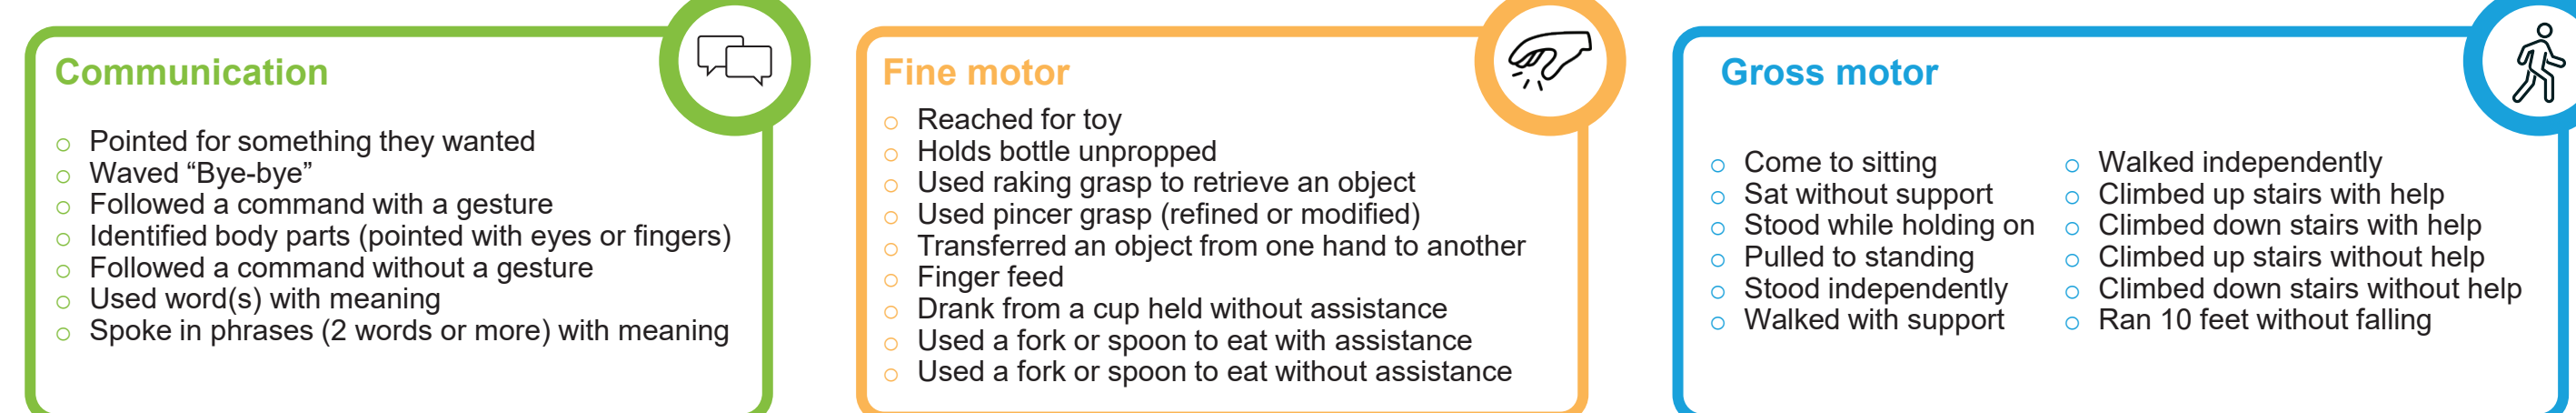 Communication
Pointed for something they wanted
Waved “Bye-bye”
Followed a command with a gesture
Identified body parts (pointed with eyes or fingers)
Followed a command without a gesture
Used word(s) with meaning
Spoke in phrases (2 words or more) with meaning
Fine motor
Reached for toy
Holds bottle unpropped
Used raking grasp to retrieve an object
Used pincer grasp (refined or modified)
Transferred an object from one hand to another
Finger feed
Drank from a cup held without assistance
Used a fork or spoon to eat with assistance
Used a fork or spoon to eat without assistance
Gross motor
Come to sitting
Sat without support
Stood while holding on
Pulled to standing
Stood independently
Walked with support
Walked independently
Climbed up stairs with help
Climbed down stairs with help
Climbed up stairs without help
Climbed down stairs without help
Ran 10 feet without falling